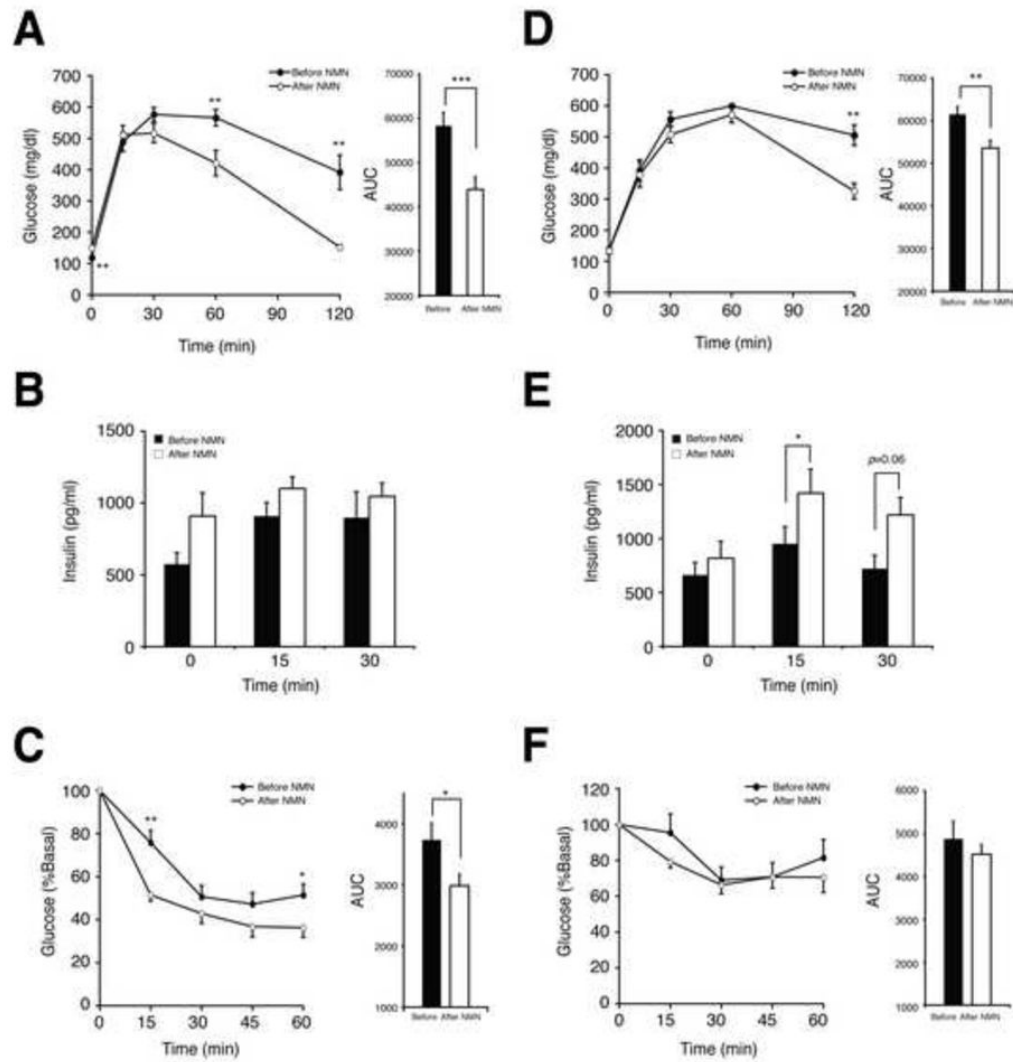 A
Before NMN
After NMN
Glucose (mg/dl)
700
600
500
400
300
200
100
0
**
**
**
0 30 60 90 120
Time (min)
AUC
70000
60000
50000
40000
30000
20000
***
Before After NMN
D
Before NMN
After NMN
Glucose (mg/dl)
700
600
500
400
300
200
100
0
**
0 30 60 90 120
Time (min)
AUC
70000
60000
50000
40000
30000
20000
**
Before After NMN
B
Before NMN
After NMN
Insulin (pg/ml)
1500
1000
500
0
0 15 30
Time (min)
E
Before NMN
After NMN
Insulin (pg/ml)
2000
1500
1000
500
0
*
p=0.06
0 15 30
Time (min)
C
Before NMN
After NMN
Glucose (%Basal)
100
80
60
40
20
0
**
*
0 15 30 45 60
Time (min)
AUC
4000
3000
2000
1000
*
Before After NMN
F
Before NMN
After NMN
Glucose (%Basal)
120
100
80
60
40
20
0
0 15 30 45 60
Time (min)
AUC
6000
5000
4000
3000
2000
1000
Before After NMN